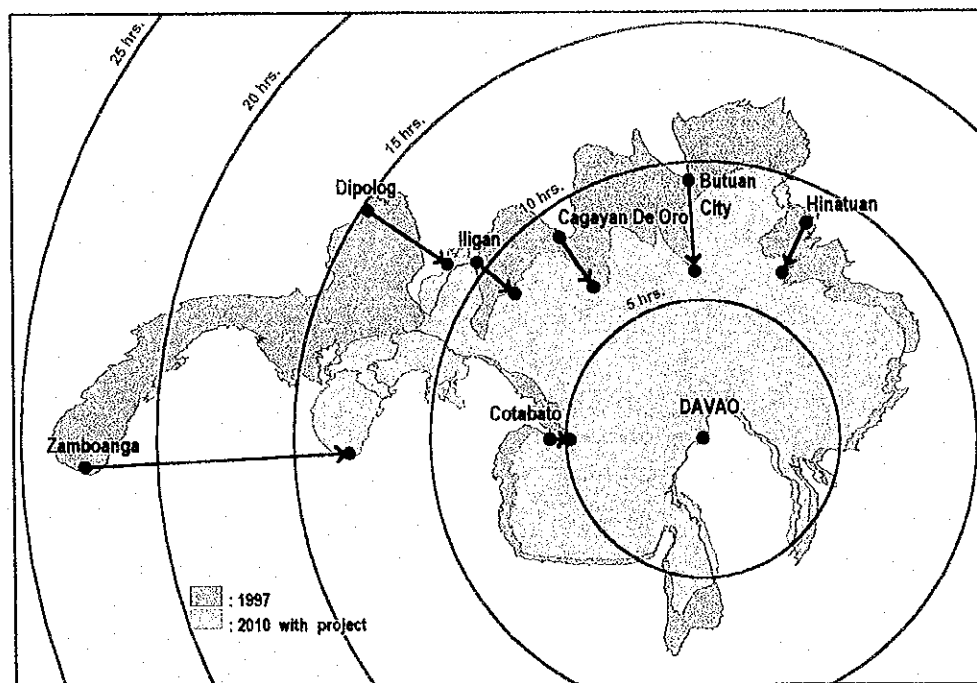 25 hrs.
20 hrs.
15 hrs.
Dipolog
10 hrs.
Butuan
City
Hinatuan
Iligan
Cagayan De Oro
5 hrs.
Cotabato
DAVAO
Zamboanga
: 1997
: 2010 with project